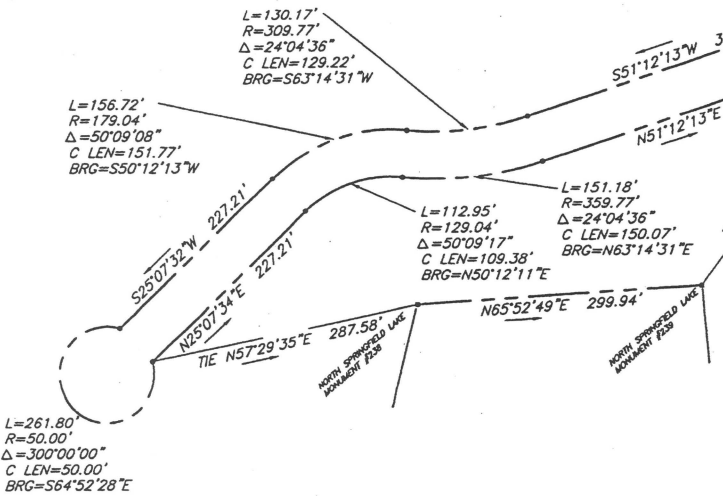 L=130.17'
R=309.77'
Δ=24°04'36"
C LEN=129.22'
BRG=S63°14'31"W
S51°12'13"W 3
L=156.72'
R=179.04'
Δ=50°09'08"
C LEN=151.77'
BRG=S50°12'13"W
N51°12'13"E
L=151.18'
R=359.77'
Δ=24°04'36"
C LEN=150.07'
BRG=N63°14'31"E
L=112.95'
R=129.04'
Δ=50°09'17"
C LEN=109.38'
BRG=N50°12'11"E
S25°07'32"W 227.21'
N25°07'34"E 227.21'
TIE N57°29'35"E 287.58'
N65°52'49"E 299.94'
NORTH SPRINGFIELD LAKE
MONUMENT #238
NORTH SPRINGFIELD LAKE
MONUMENT #239
L=261.80'
R=50.00'
Δ=300°00'00"
C LEN=50.00'
BRG=S64°52'28"E